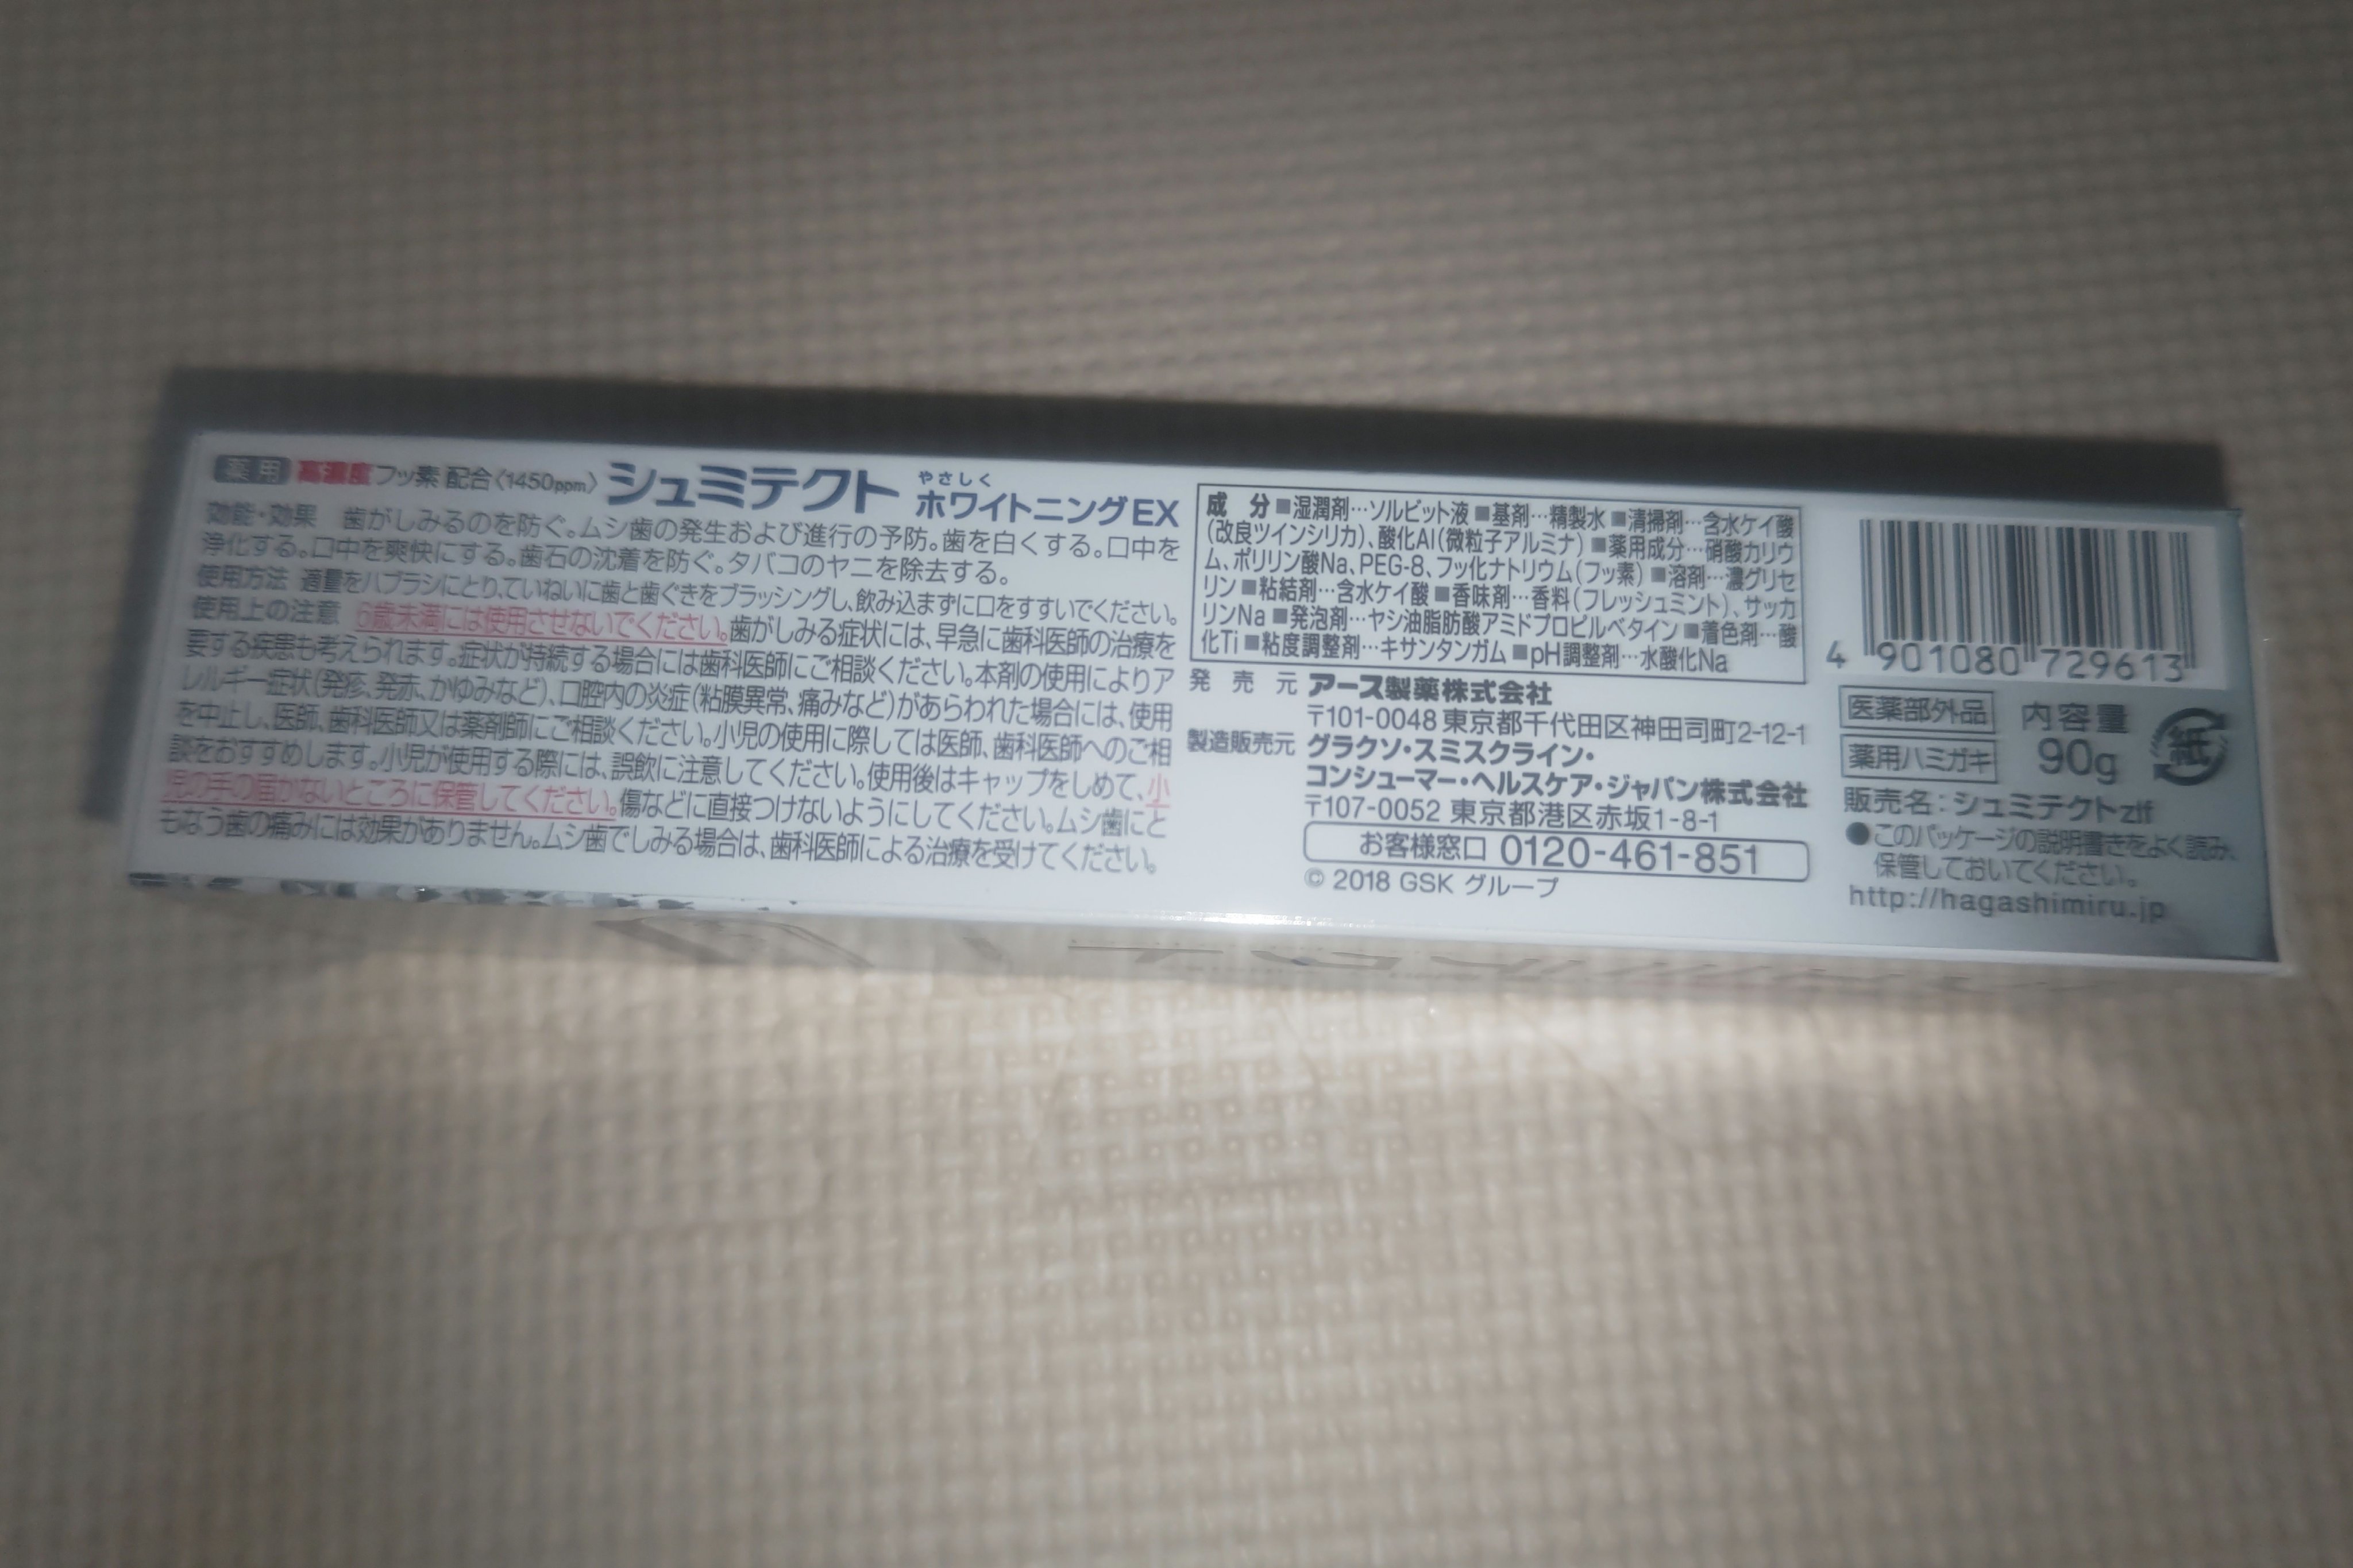 薬用 高濃度フッ素 配合〈1450ppm〉 シュミテクト やさしく ホワイトニングEX
効能・効果 歯がしみるのを防ぐ。ムシ歯の発生および進行の予防。歯を白くする。口中を
浄化する。口中を爽快にする。歯石の沈着を防ぐ。タバコのヤニを除去する。
使用方法 適量をハブラシにとり、ていねいに歯と歯ぐきをブラッシングし、飲み込まずに口をすすいでください。
使用上の注意 6歳未満には使用させないでください。歯がしみる症状には、早急に歯科医師の治療を
要する疾患も考えられます。症状が持続する場合には歯科医師にご相談ください。本剤の使用によりア
レルギー症状(発疹、発赤、かゆみなど)、口腔内の炎症(粘膜異常、痛みなど)があらわれた場合には、使用
を中止し、医師、歯科医師又は薬剤師にご相談ください。小児の使用に際しては医師、歯科医師へのご相
談をおすすめします。小児が使用する際には、誤飲に注意してください。使用後はキャップをしめて、小
児の手の届かないところに保管してください。傷などに直接つけないようにしてください。ムシ歯にと
もなう歯の痛みには効果がありません。ムシ歯でしみる場合は、歯科医師による治療を受けてください。
成 分 ■湿潤剤…ソルビット液 ■基剤…精製水 ■清掃剤…含水ケイ酸
(改良ツインシリカ)、酸化Al(微粒子アルミナ) ■薬用成分…硝酸カリウ
ム、ポリリン酸Na、PEG-8、フッ化ナトリウム(フッ素) ■溶剤…濃グリセ
リン ■粘結剤…含水ケイ酸 ■香味剤…香料(フレッシュミント)、サッカ
リンNa ■発泡剤…ヤシ油脂肪酸アミドプロピルベタイン ■着色剤…酸
化Ti ■粘度調整剤…キサンタンガム ■pH調整剤…水酸化Na
発 売 元 アース製薬株式会社
〒101-0048 東京都千代田区神田司町2-12-1
製造販売元 グラクソ・スミスクライン・
コンシューマー・ヘルスケア・ジャパン株式会社
〒107-0052 東京都港区赤坂1-8-1
お客様窓口 0120-461-851
© 2018 GSK グループ
4 901080 729613
医薬部外品 内容量
薬用ハミガキ 90g 紙
販売名：シュミテクトzff
●このパッケージの説明書きをよく読み、
保管しておいてください。
http://hagashimiru.jp